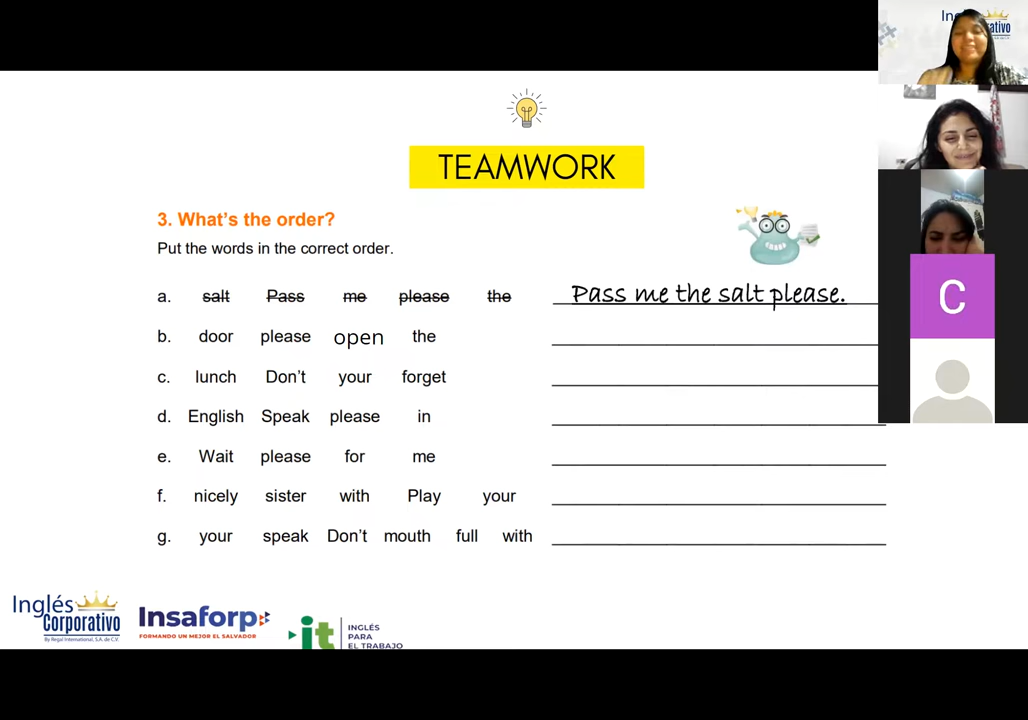 TEAMWORK
3. What's the order?
Put the words in the correct order.
a. salt Pass me please the Pass me the salt please.
b. door please open the
c. lunch Don't your forget
d. English Speak please in
e. Wait please for me
f. nicely sister with Play your
g. your speak Don't mouth full with
Inglés
Corporativo
By Regal International, S.A. de C.V.
Insaforp
FORMANDO UN MEJOR EL SALVADOR
it
INGLÉS
PARA
EL TRABAJO
C